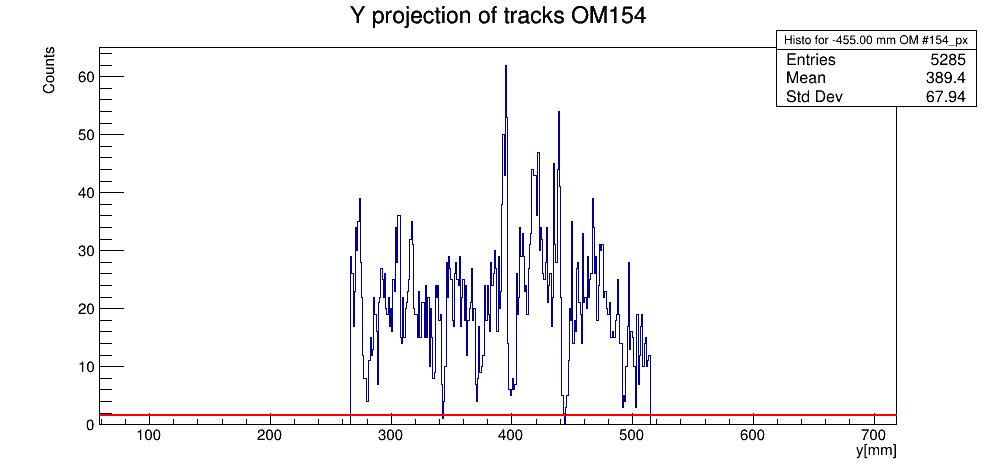 Y projection of tracks OM154
Histo for -455.00 mm OM #154_px
Entries 5285
Mean 389.4
Std Dev 67.94
Counts
60
50
40
30
20
10
0
100 200 300 400 500 600 700
y[mm]